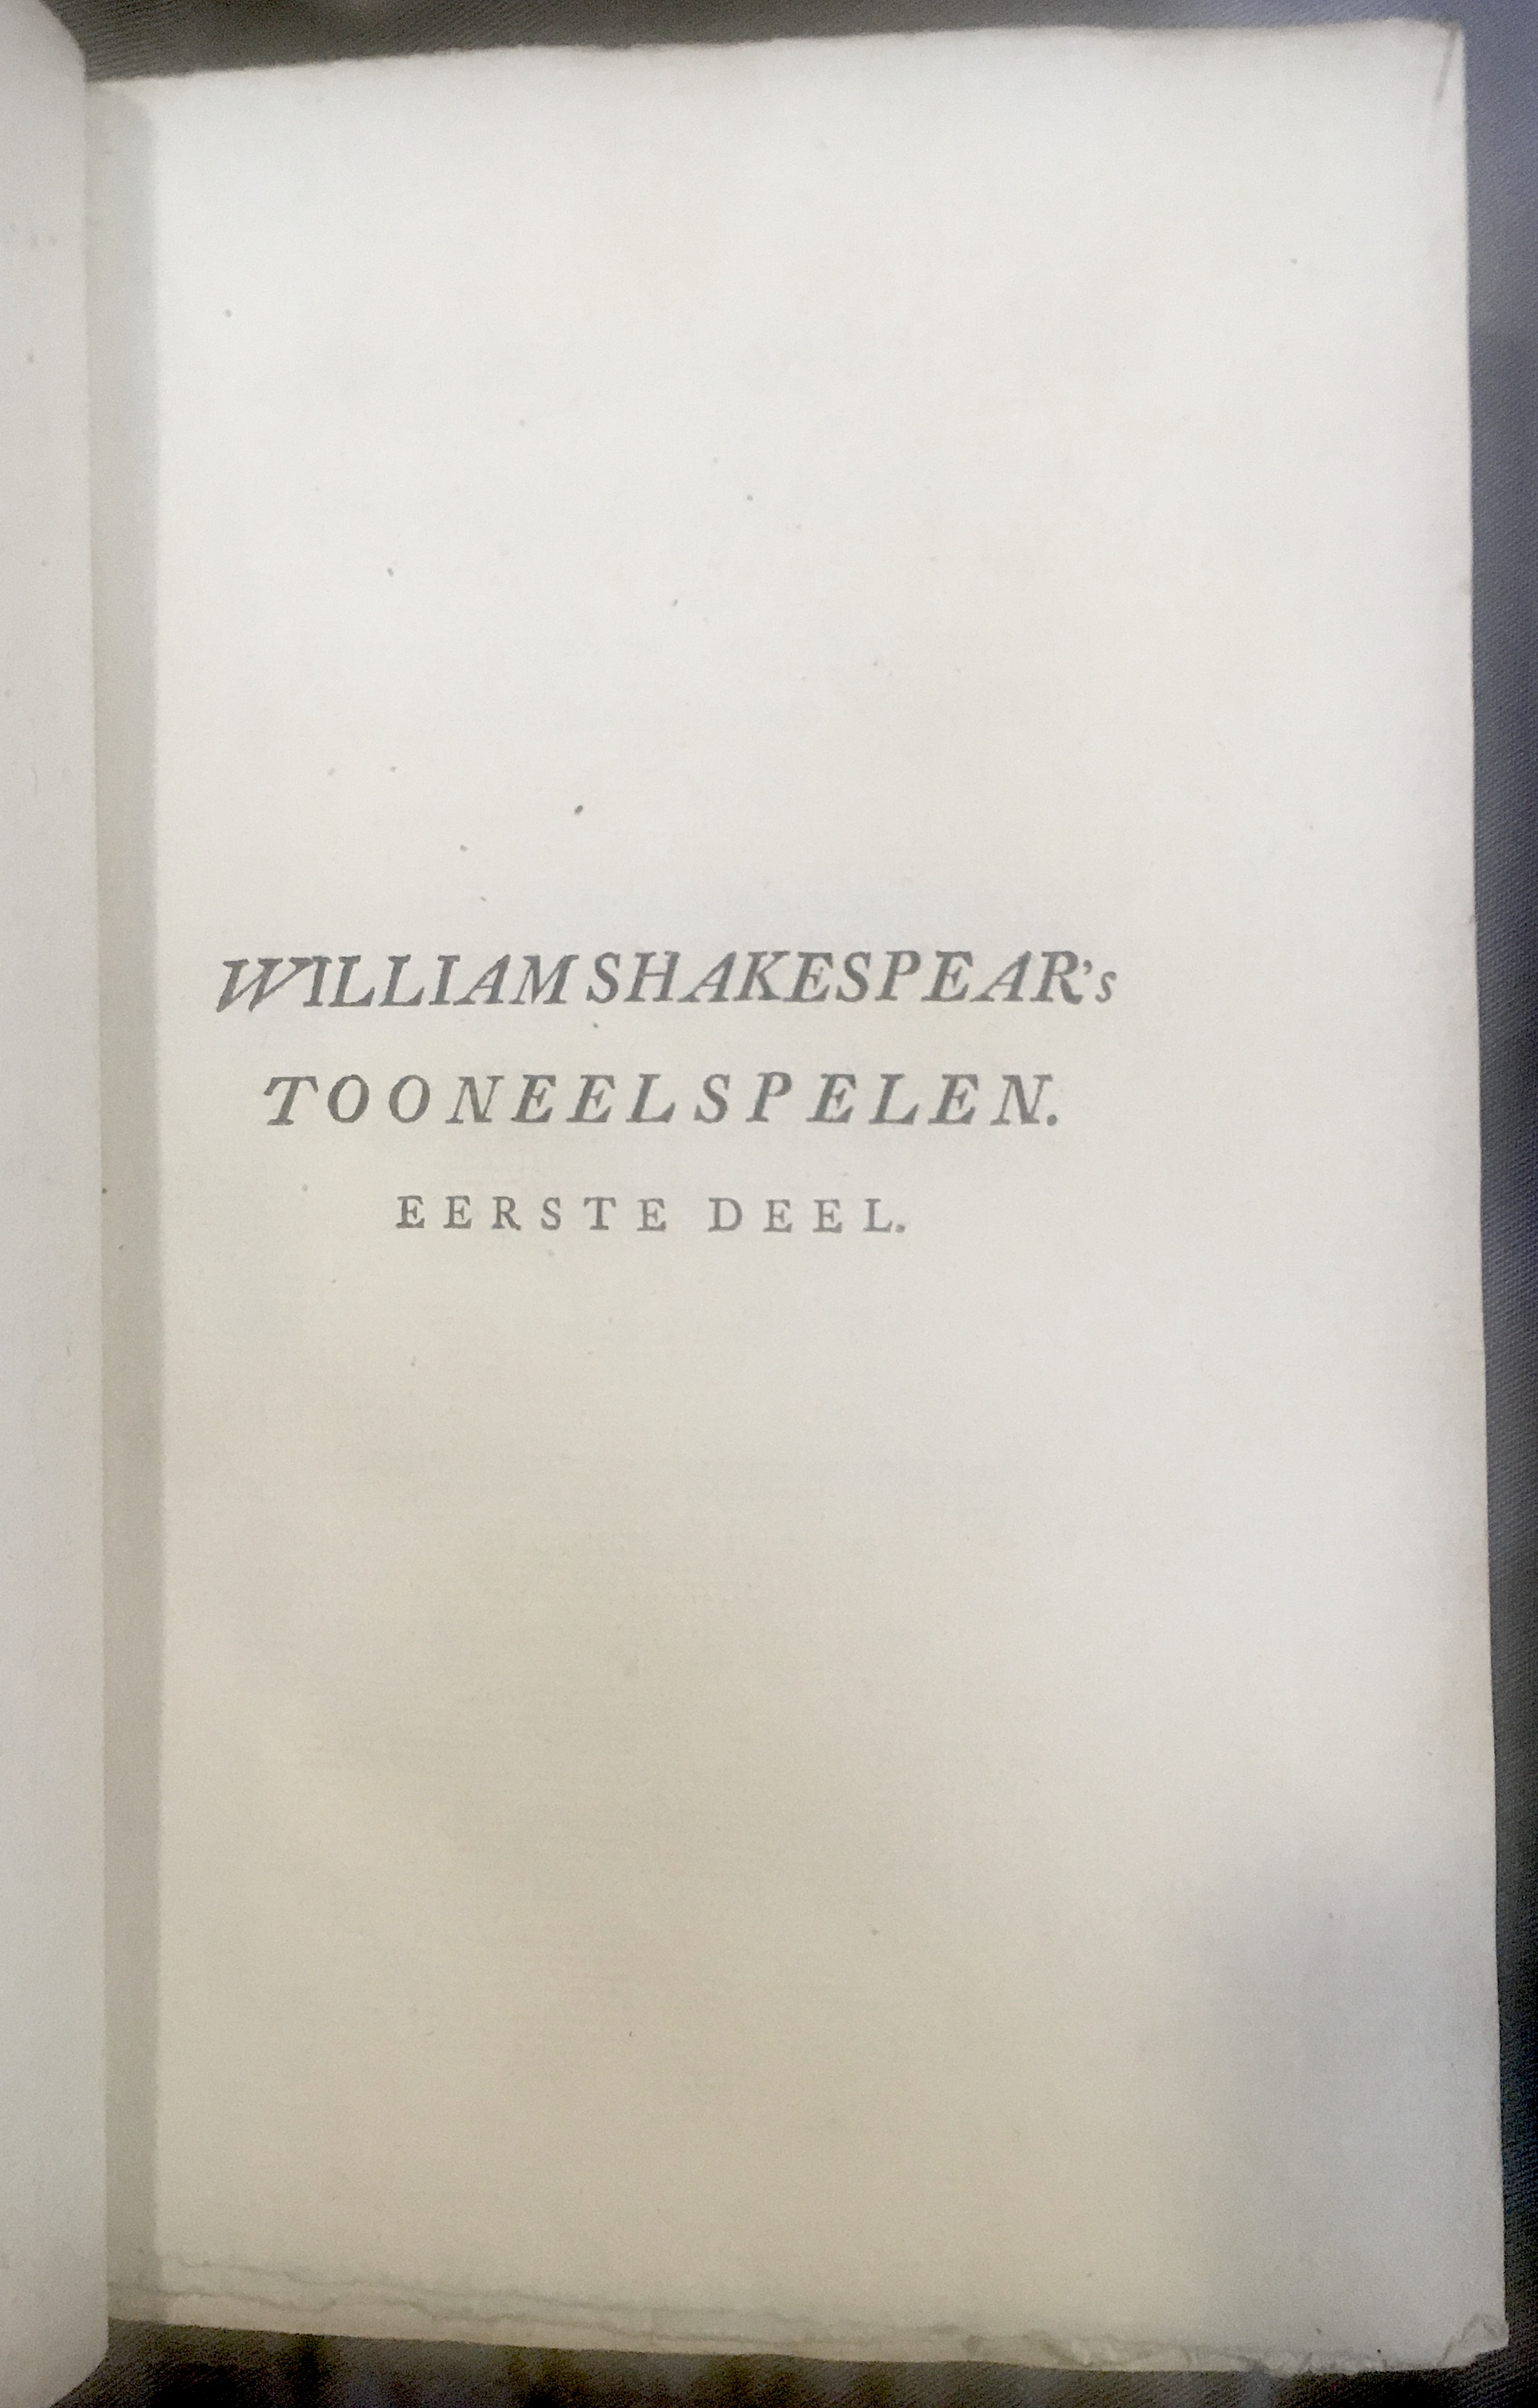 WILLIAM SHAKESPEAR's
TOONEELSPELEN.
EERSTE DEEL.